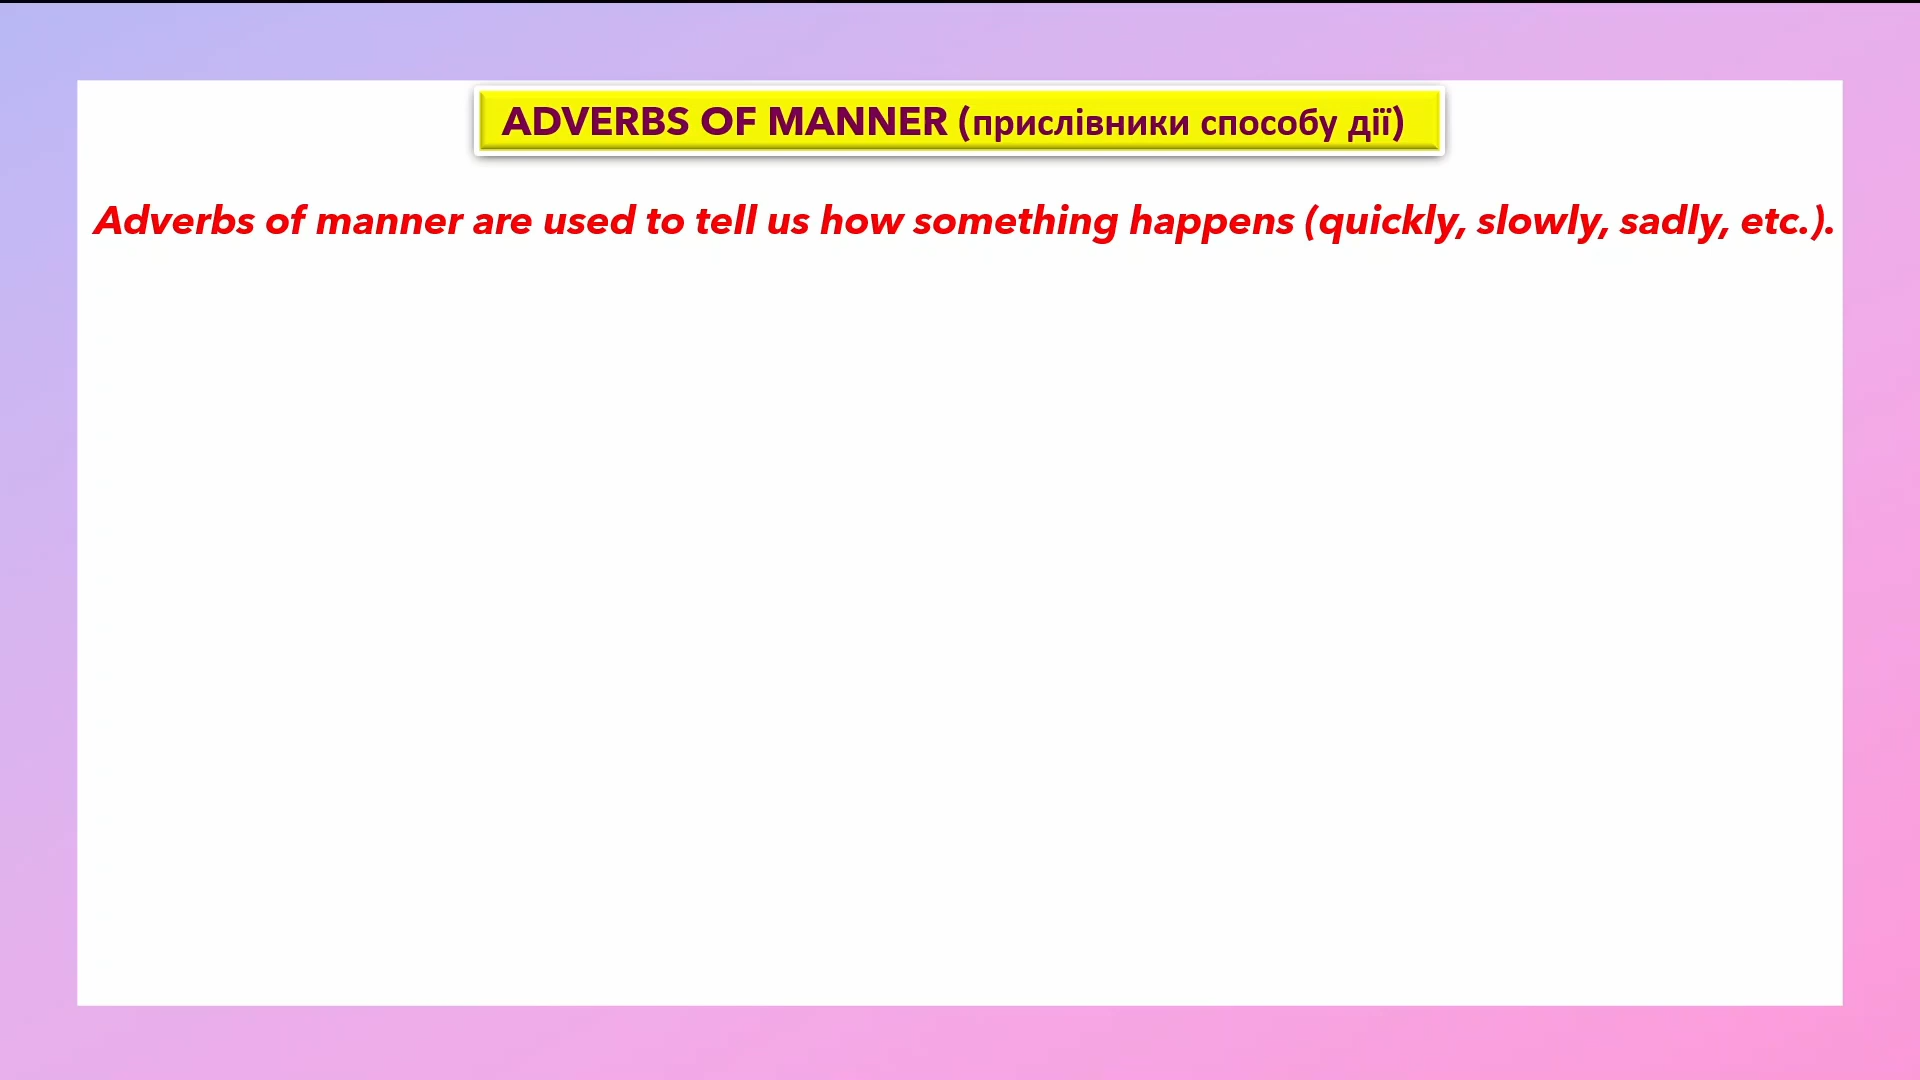 ADVERBS OF MANNER (прислівники способу дії)
Adverbs of manner are used to tell us how something happens (quickly, slowly, sadly, etc.).